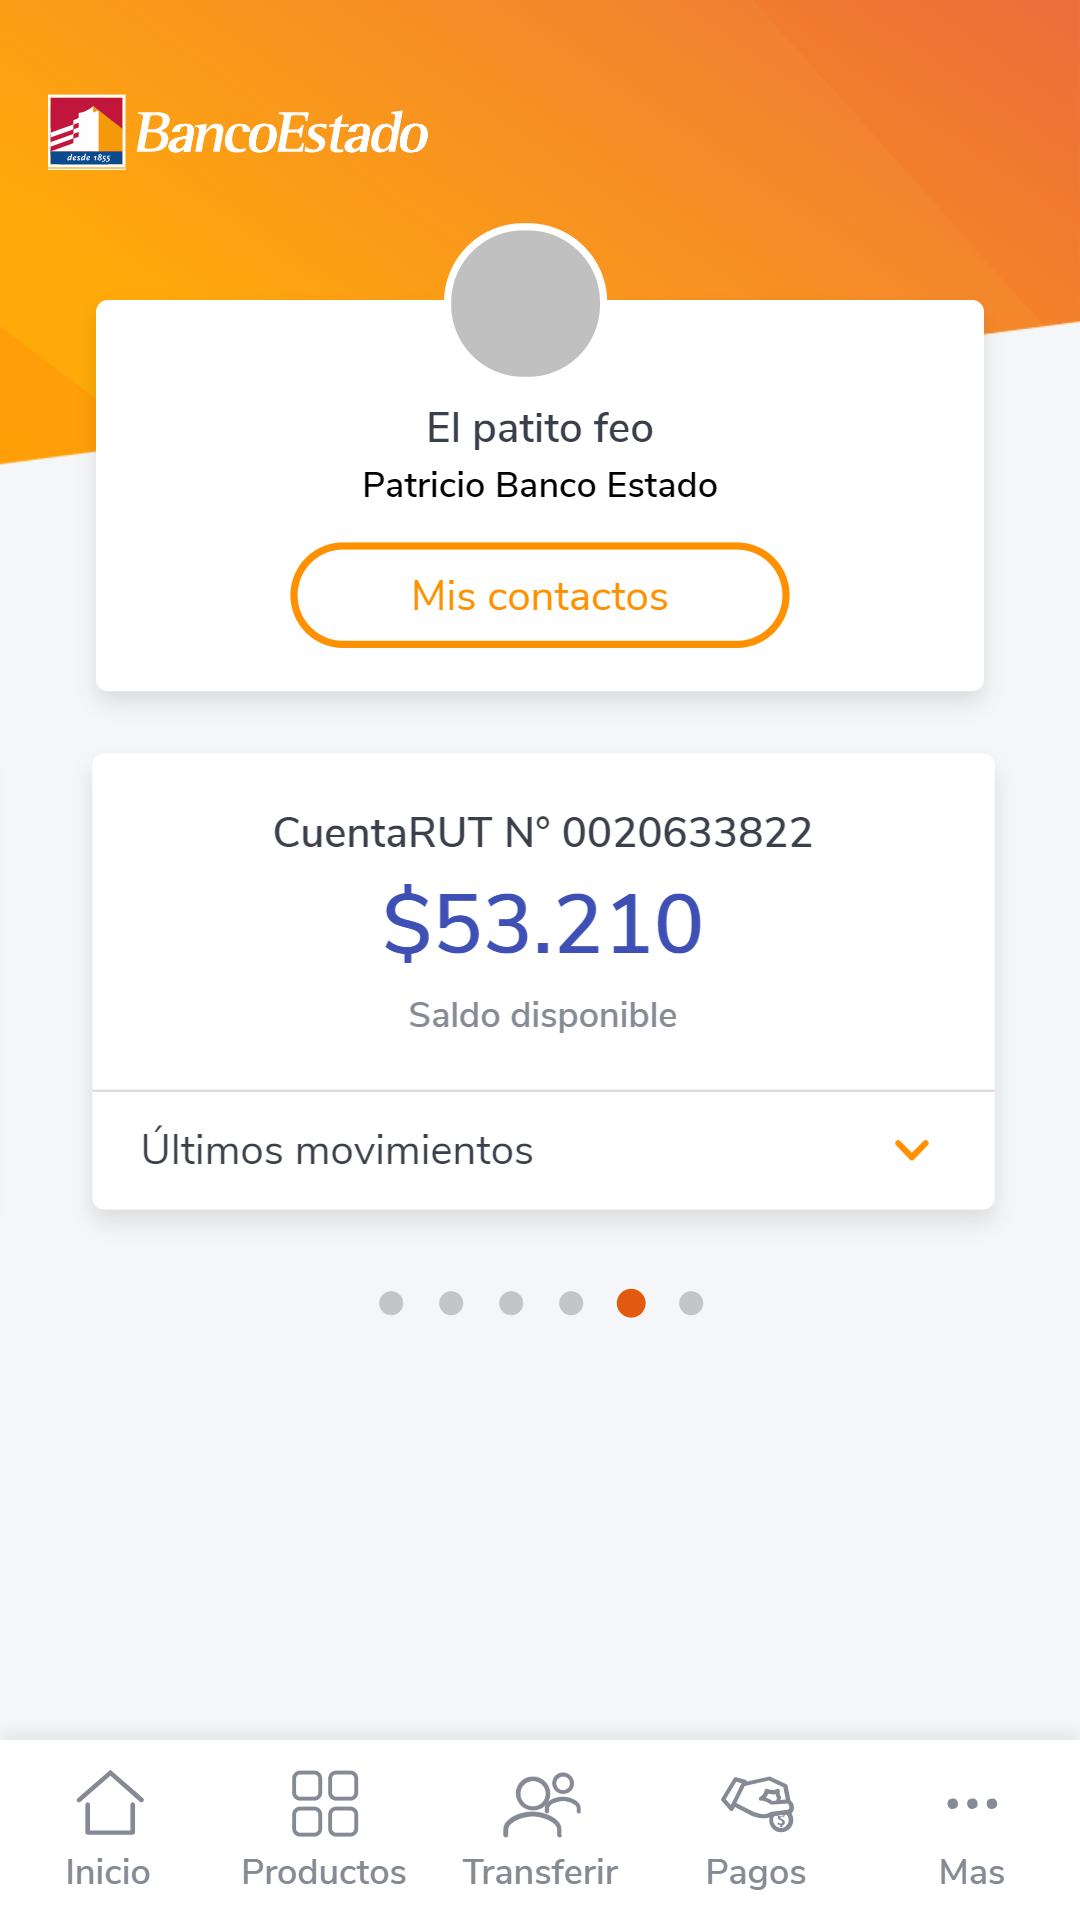 desde 1855
BancoEstado
El patito feo
Patricio Banco Estado
Mis contactos
CuentaRUT N° 0020633822
$53.210
Saldo disponible
Últimos movimientos
Inicio
Productos
Transferir
$
Pagos
Mas